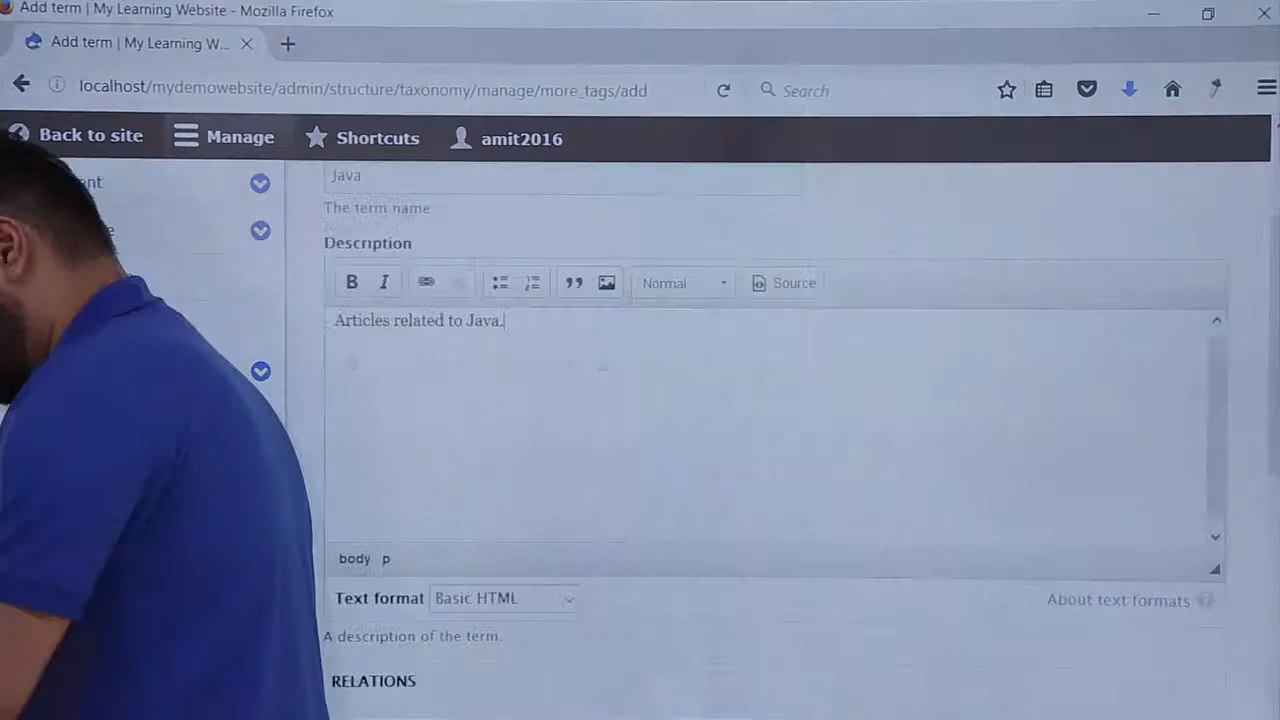 Add term | My Learning Website - Mozilla Firefox
Add term | My Learning W...
localhost/mydemowebsite/admin/structure/taxonomy/manage/more_tags/add
Search
Back to site
Manage
Shortcuts
amit2016
Java
The term name
Description
B I
Normal
Source
Articles related to Java.
body p
Text format
Basic HTML
About text formats
A description of the term.
RELATIONS